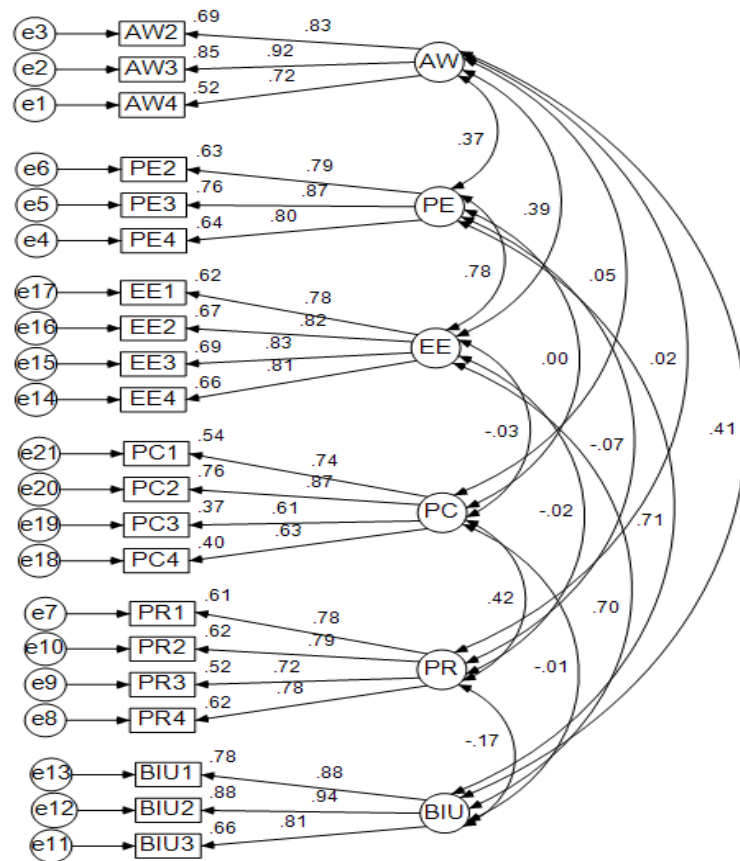 .69 .83
e3 AW2
.85 .92
e2 AW3 AW
.52 .72
e1 AW4
.37
.63 .79
e6 PE2
.76 .87
e5 PE3 PE
.64 .80
e4 PE4 .39
.78 .05
.62 .78
e17 EE1
.67 .82
e16 EE2
.69 .83 EE
e15 EE3 .00 .02
.66 .81
e14 EE4
-.03 -.07 .41
.54 .74
e21 PC1
.76 .87
e20 PC2
.37 .61 PC -.02 .71
e19 PC3
.40 .63
e18 PC4
.42 .70
.61 .78
e7 PR1
.62 .79
e10 PR2 -.01
.52 .72 PR
e9 PR3
.62 .78
e8 PR4
-.17
.78 .88
e13 BIU1
.88 .94
e12 BIU2 BIU
.66 .81
e11 BIU3